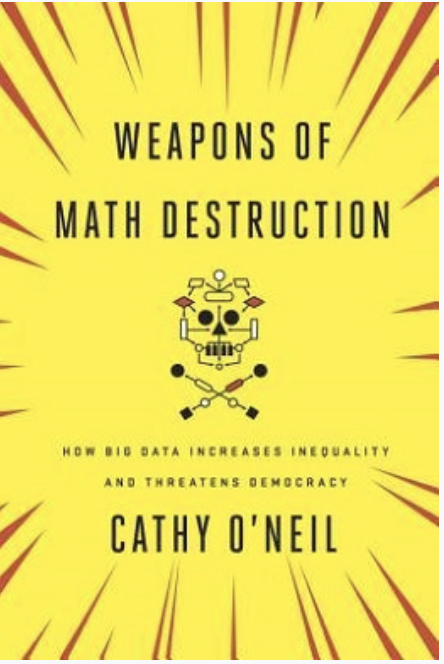 WEAPONS OF
MATH DESTRUCTION
HOW BIG DATA INCREASES INEQUALITY
AND THREATENS DEMOCRACY
CATHY O'NEIL